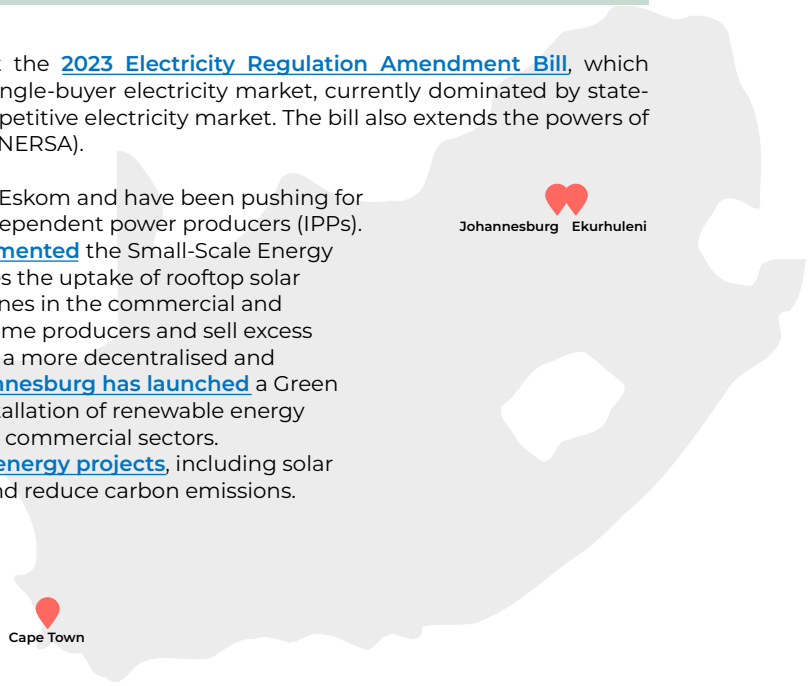 the 2023 Electricity Regulation Amendment Bill, which
ngle-buyer electricity market, currently dominated by state-
petitive electricity market. The bill also extends the powers of
NERSA).
Eskom and have been pushing for
ependent power producers (IPPs).
mented the Small-Scale Energy
s the uptake of rooftop solar
nes in the commercial and
me producers and sell excess
a more decentralised and
nnesburg has launched a Green
tallation of renewable energy
commercial sectors.
energy projects, including solar
nd reduce carbon emissions.
Johannesburg Ekurhuleni
Cape Town